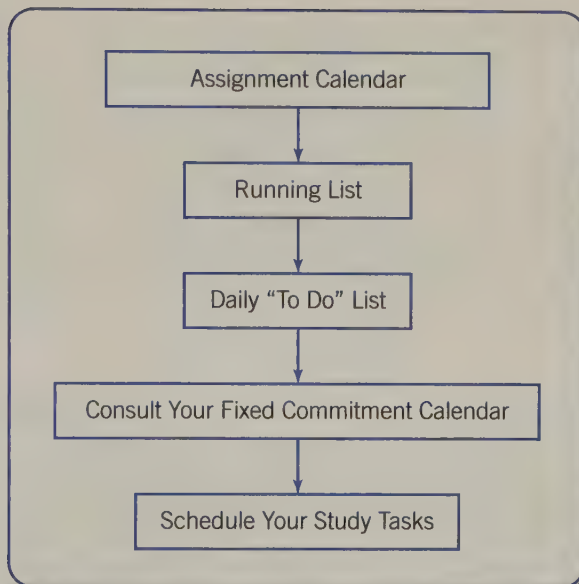 Assignment Calendar
Running List
Daily “To Do” List
Consult Your Fixed Commitment Calendar
Schedule Your Study Tasks